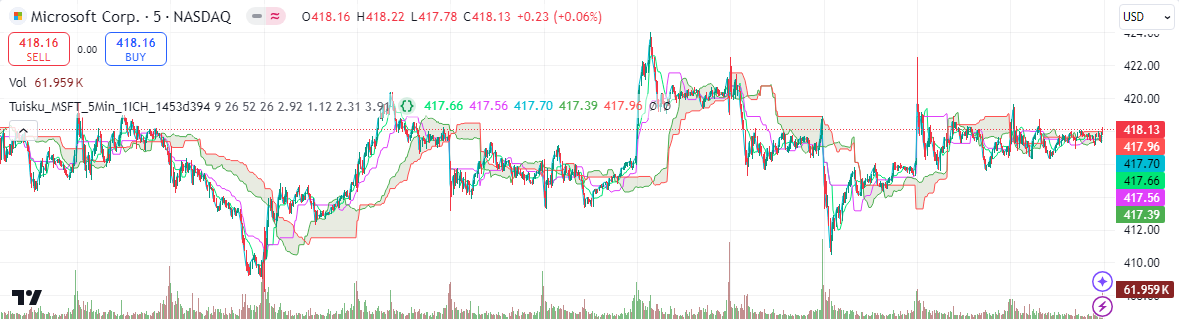 Microsoft Corp. · 5 · NASDAQ O418.16 H418.22 L417.78 C418.13 +0.23 (+0.06%)
USD
418.16 SELL 0.00 418.16 BUY
Vol 61.959 K
Tuisku_MSFT_5Min_1ICH_1453d394 9 26 52 26 2.92 1.12 2.31 3.91 417.66 417.56 417.70 417.39 417.96 Ø Ø
424.00
422.00
420.00
418.13
417.96
417.70
417.66
417.56
417.39
412.00
410.00
61.959 K